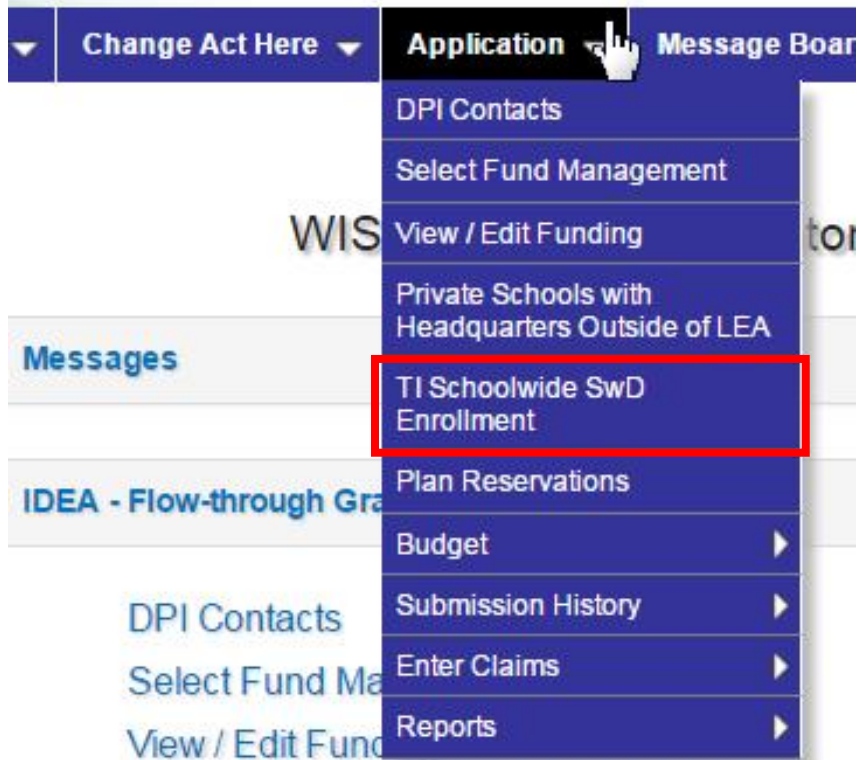 Change Act Here Application Message Boar
DPI Contacts
Select Fund Management
WIS View / Edit Funding tor
Private Schools with
Headquarters Outside of LEA
Messages
TI Schoolwide SwD
Enrollment
Plan Reservations
IDEA - Flow-through Gra
Budget
Submission History
DPI Contacts
Enter Claims
Select Fund Ma
Reports
View / Edit Func